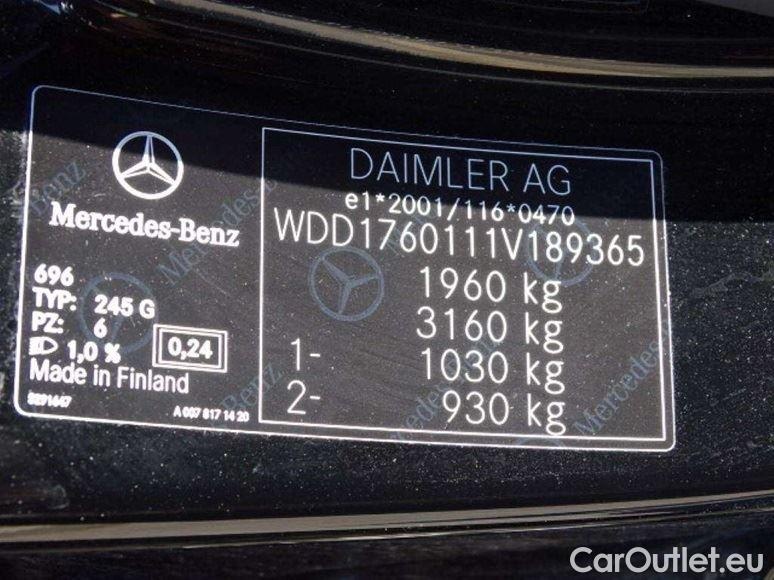 Mercedes-Benz
696
TYP: 245 G
PZ: 6
1,0 %
0,24
Made in Finland
A 007 817 14 20
DAIMLER AG
e1*2001/116*0470
WDD1760111V189365
1960 kg
3160 kg
1- 1030 kg
2- 930 kg
CarOutlet.eu